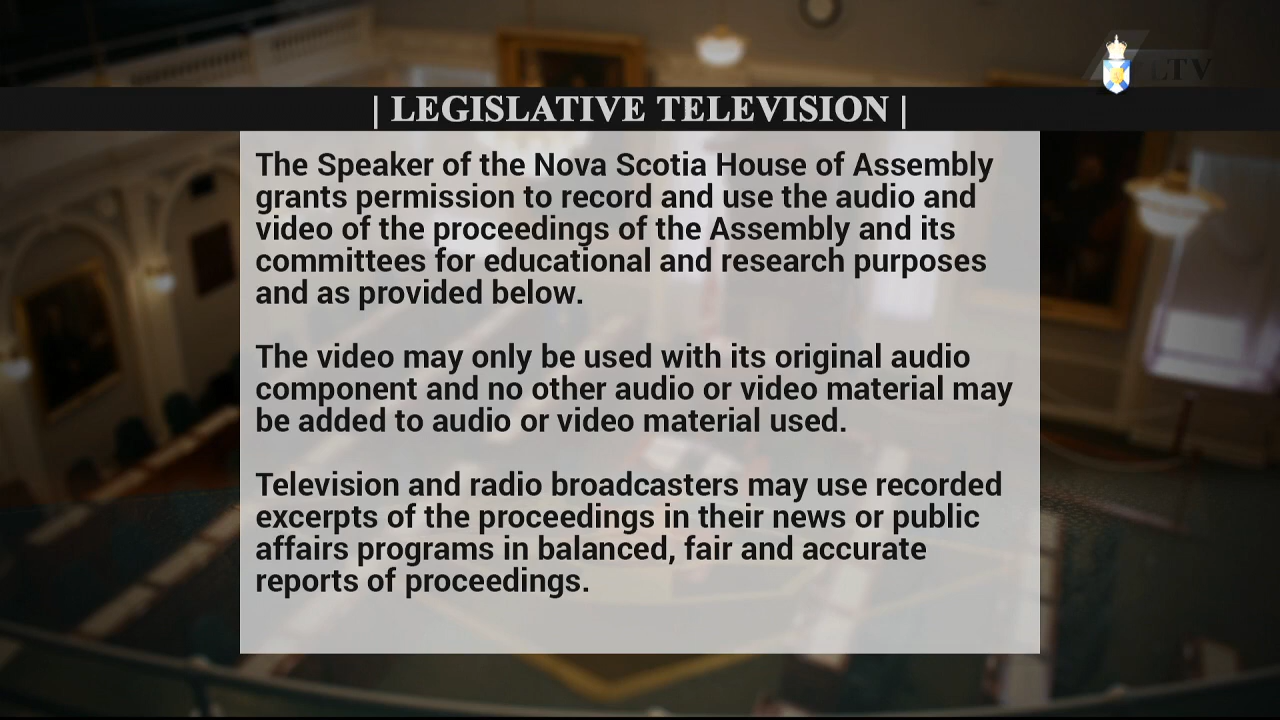 LTV
| LEGISLATIVE TELEVISION |
The Speaker of the Nova Scotia House of Assembly
grants permission to record and use the audio and
video of the proceedings of the Assembly and its
committees for educational and research purposes
and as provided below.
The video may only be used with its original audio
component and no other audio or video material may
be added to audio or video material used.
Television and radio broadcasters may use recorded
excerpts of the proceedings in their news or public
affairs programs in balanced, fair and accurate
reports of proceedings.